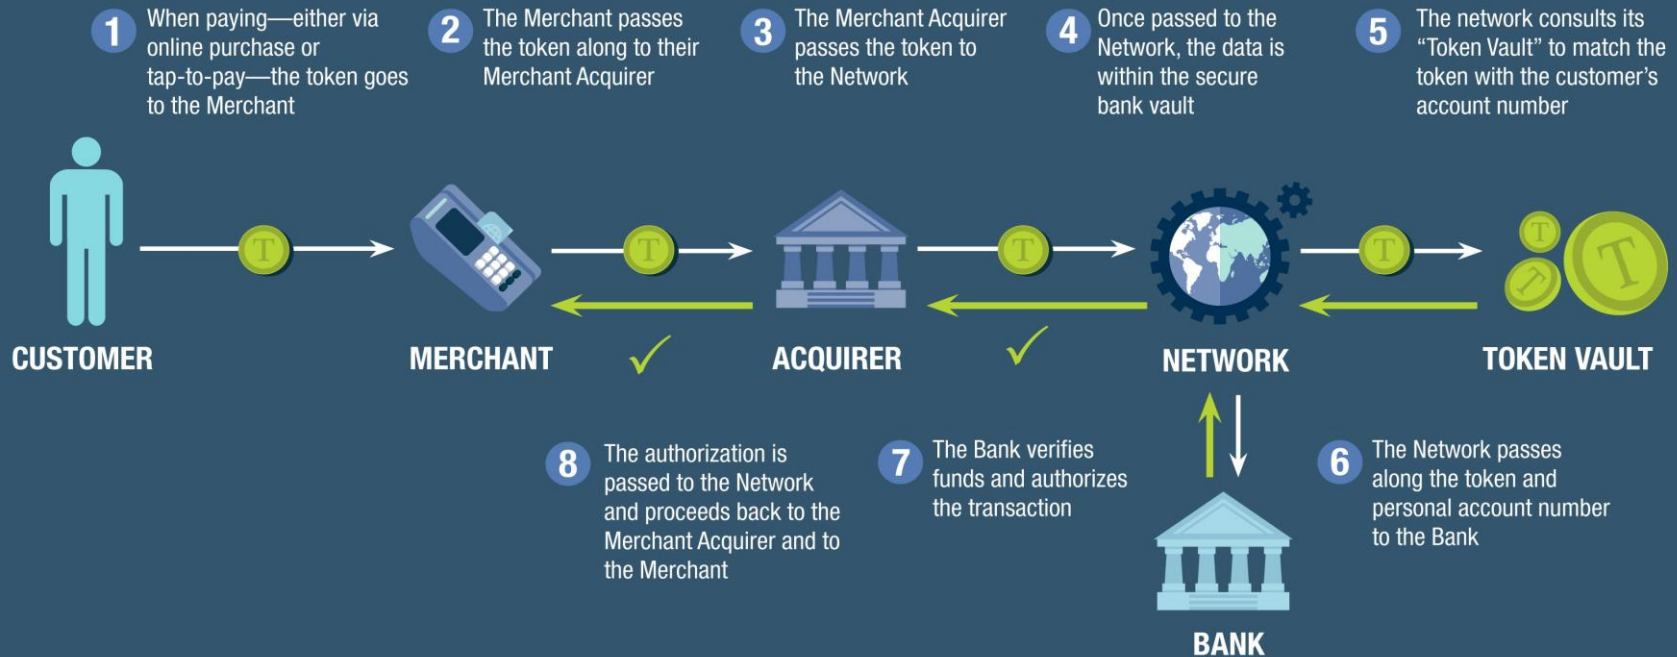 1
When paying—either via
online purchase or
tap-to-pay—the token goes
to the Merchant
2
The Merchant passes
the token along to their
Merchant Acquirer
3
The Merchant Acquirer
passes the token to
the Network
4
Once passed to the
Network, the data is
within the secure
bank vault
5
The network consults its
“Token Vault” to match the
token with the customer’s
account number
T
T
T
T
T
T
T
CUSTOMER
MERCHANT
ACQUIRER
NETWORK
TOKEN VAULT
8
The authorization is
passed to the Network
and proceeds back to the
Merchant Acquirer and to
the Merchant
7
The Bank verifies
funds and authorizes
the transaction
6
The Network passes
along the token and
personal account number
to the Bank
BANK